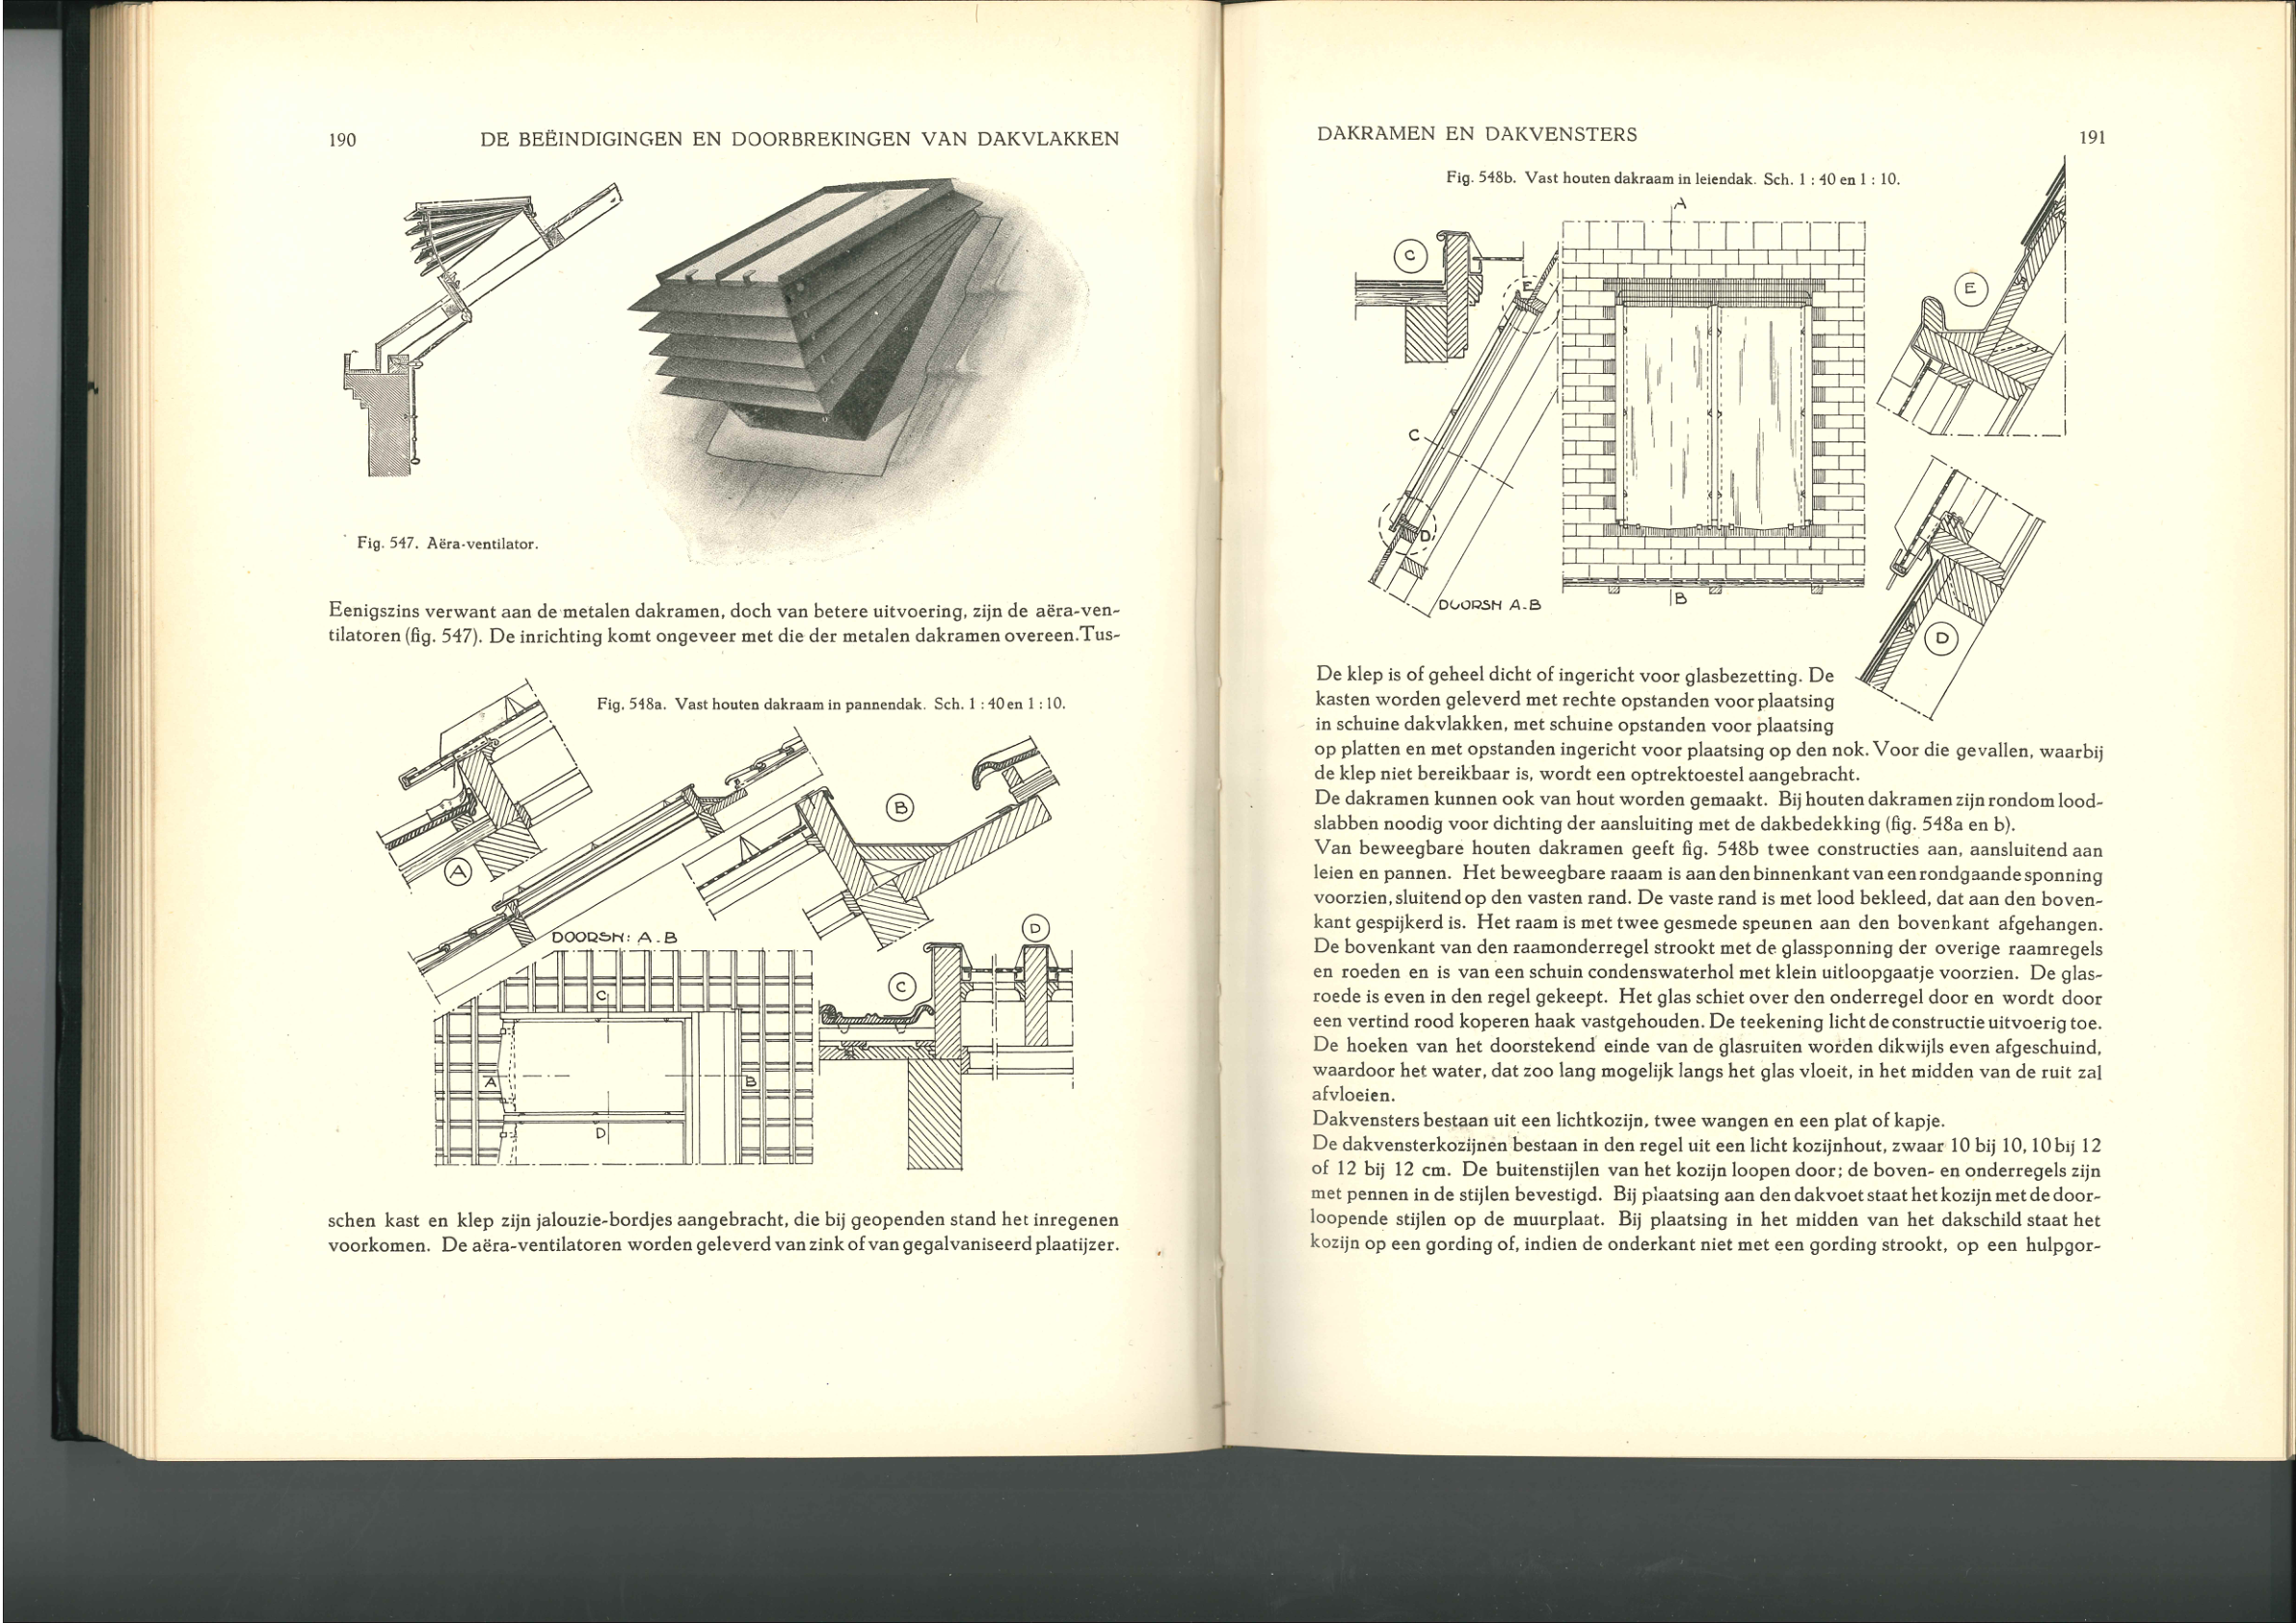 190 DE BEËINDIGINGEN EN DOORBREKINGEN VAN DAKVLAKKEN
Fig. 547. Aëra-ventilator.
Eenigszins verwant aan de metalen dakramen, doch van betere uitvoering, zijn de aëra-ven-
tilatoren (fig. 547). De inrichting komt ongeveer met die der metalen dakramen overeen. Tus-
Fig. 548a. Vast houten dakraam in pannendak. Sch. 1 : 40 en 1 : 10.
B
A
DOORSN: A.B
D
C
C
A
B
D
schen kast en klep zijn jalouzie-bordjes aangebracht, die bij geopenden stand het inregenen
voorkomen. De aëra-ventilatoren worden geleverd van zink of van gegalvaniseerd plaatijzer.
DAKRAMEN EN DAKVENSTERS 191
Fig. 548b. Vast houten dakraam in leiendak. Sch. 1 : 40 en 1 : 10.
A
C
E
E
C
D
DOORSN A.B
B
D
De klep is of geheel dicht of ingericht voor glasbezetting. De
kasten worden geleverd met rechte opstanden voor plaatsing
in schuine dakvlakken, met schuine opstanden voor plaatsing
op platten en met opstanden ingericht voor plaatsing op den nok. Voor die gevallen, waarbij
de klep niet bereikbaar is, wordt een optrektoestel aangebracht.
De dakramen kunnen ook van hout worden gemaakt. Bij houten dakramen zijn rondom lood-
slabben noodig voor dichting der aansluiting met de dakbedekking (fig. 548a en b).
Van beweegbare houten dakramen geeft fig. 548b twee constructies aan, aansluitend aan
leien en pannen. Het beweegbare raaam is aan den binnenkant van een rondgaande sponning
voorzien, sluitend op den vasten rand. De vaste rand is met lood bekleed, dat aan den boven-
kant gespijkerd is. Het raam is met twee gesmede speunen aan den bovenkant afgehangen.
De bovenkant van den raamonderregel strookt met de glassponning der overige raamregels
en roeden en is van een schuin condenswaterhol met klein uitloopgaatje voorzien. De glas-
roede is even in den regel gekeept. Het glas schiet over den onderregel door en wordt door
een vertind rood koperen haak vastgehouden. De teekening licht de constructie uitvoerig toe.
De hoeken van het doorstekend einde van de glasruiten worden dikwijls even afgeschuind,
waardoor het water, dat zoo lang mogelijk langs het glas vloeit, in het midden van de ruit zal
afvloeien.
Dakvensters bestaan uit een lichtkozijn, twee wangen en een plat of kapje.
De dakvensterkozijnen bestaan in den regel uit een licht kozijnhout, zwaar 10 bij 10, 10 bij 12
of 12 bij 12 cm. De buitenstijlen van het kozijn loopen door; de boven- en onderregels zijn
met pennen in de stijlen bevestigd. Bij plaatsing aan den dakvoet staat het kozijn met de door-
loopende stijlen op de muurplaat. Bij plaatsing in het midden van het dakschild staat het
kozijn op een gording of, indien de onderkant niet met een gording strookt, op een hulpgor-